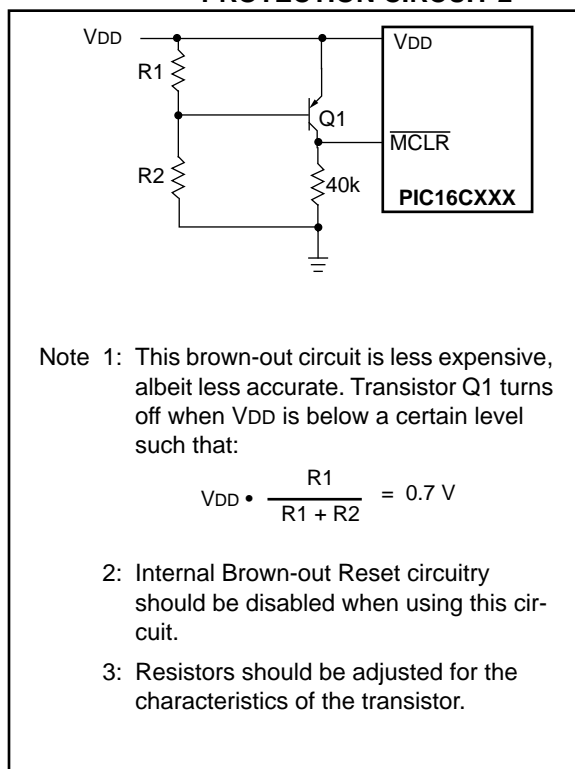 VDD
VDD
R1
Q1
MCLR
R2
40k
PIC16CXXX
Note 1: This brown-out circuit is less expensive,
albeit less accurate. Transistor Q1 turns
off when VDD is below a certain level
such that:
VDD • R1 / R1 + R2 = 0.7 V
2: Internal Brown-out Reset circuitry
should be disabled when using this cir-
cuit.
3: Resistors should be adjusted for the
characteristics of the transistor.